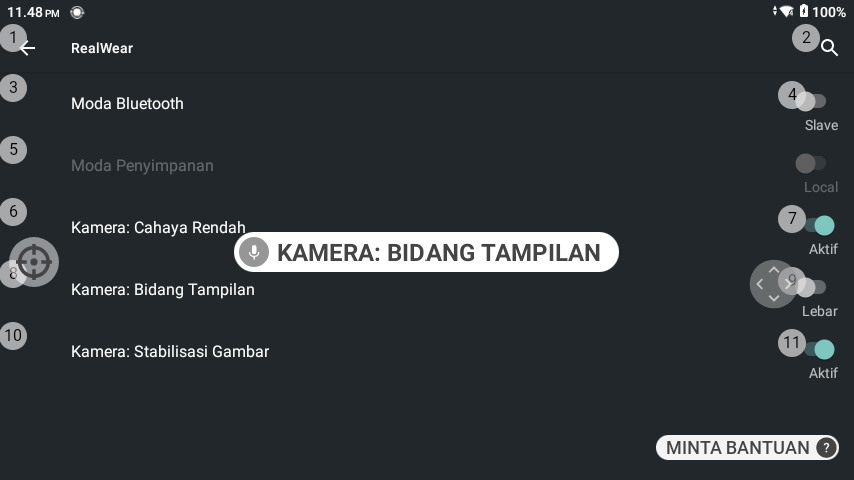 11.48 PM
100%
1
RealWear
2
3
Moda Bluetooth
4
Slave
5
Moda Penyimpanan
Local
6
Kamera: Cahaya Rendah
7
Aktif
KAMERA: BIDANG TAMPILAN
8
Kamera: Bidang Tampilan
9
Lebar
10
Kamera: Stabilisasi Gambar
11
Aktif
MINTA BANTUAN ?